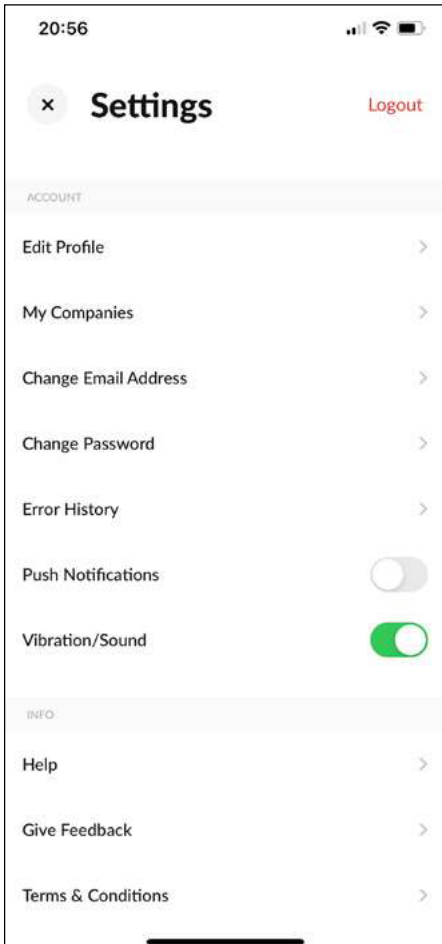 20:56
Settings
Logout
ACCOUNT
Edit Profile
My Companies
Change Email Address
Change Password
Error History
Push Notifications
Vibration/Sound
INFO
Help
Give Feedback
Terms & Conditions